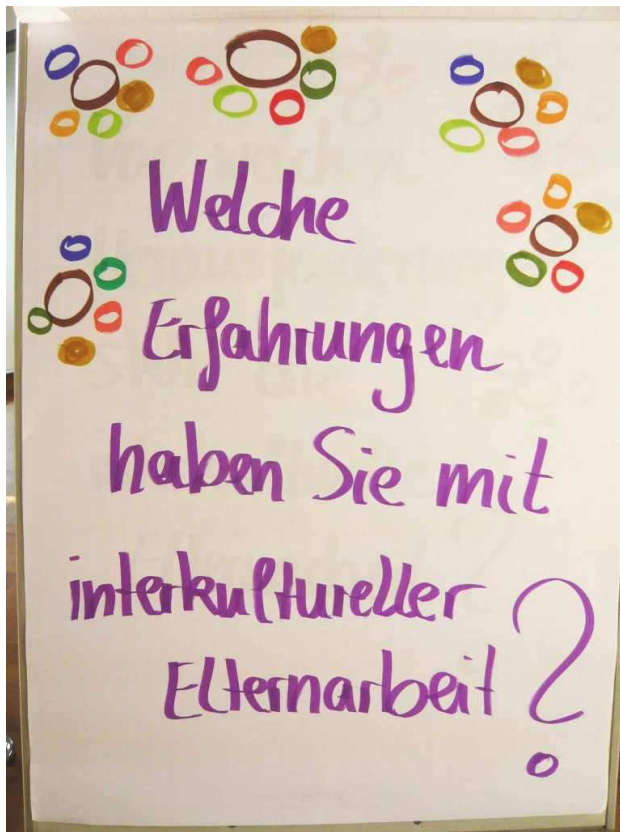 Welche
Erfahrungen
haben Sie mit
interkultureller
Elternarbeit ?